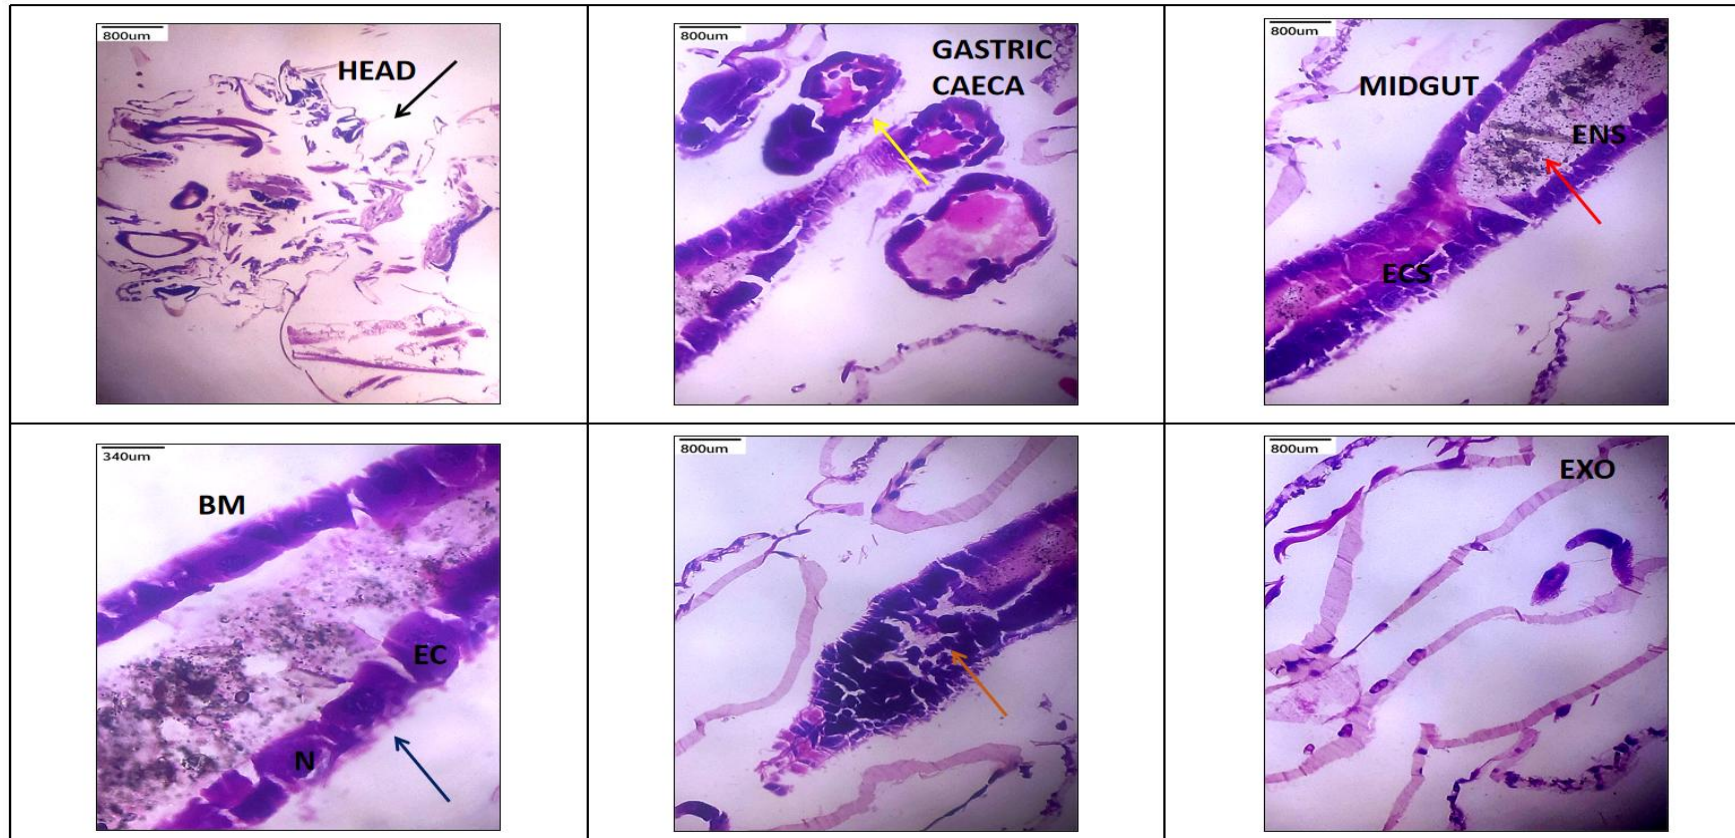 800um
HEAD
800um
GASTRIC
CAECA
800um
MIDGUT
ENS
ECS
340um
BM
EC
N
800um
800um
EXO